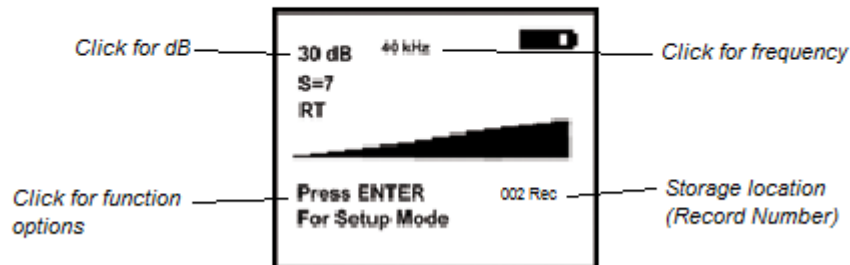 Click for dB
30 dB
40 kHz
Click for frequency
S=7
RT
Click for function
options
Press ENTER
For Setup Mode
002 Rec
Storage location
(Record Number)